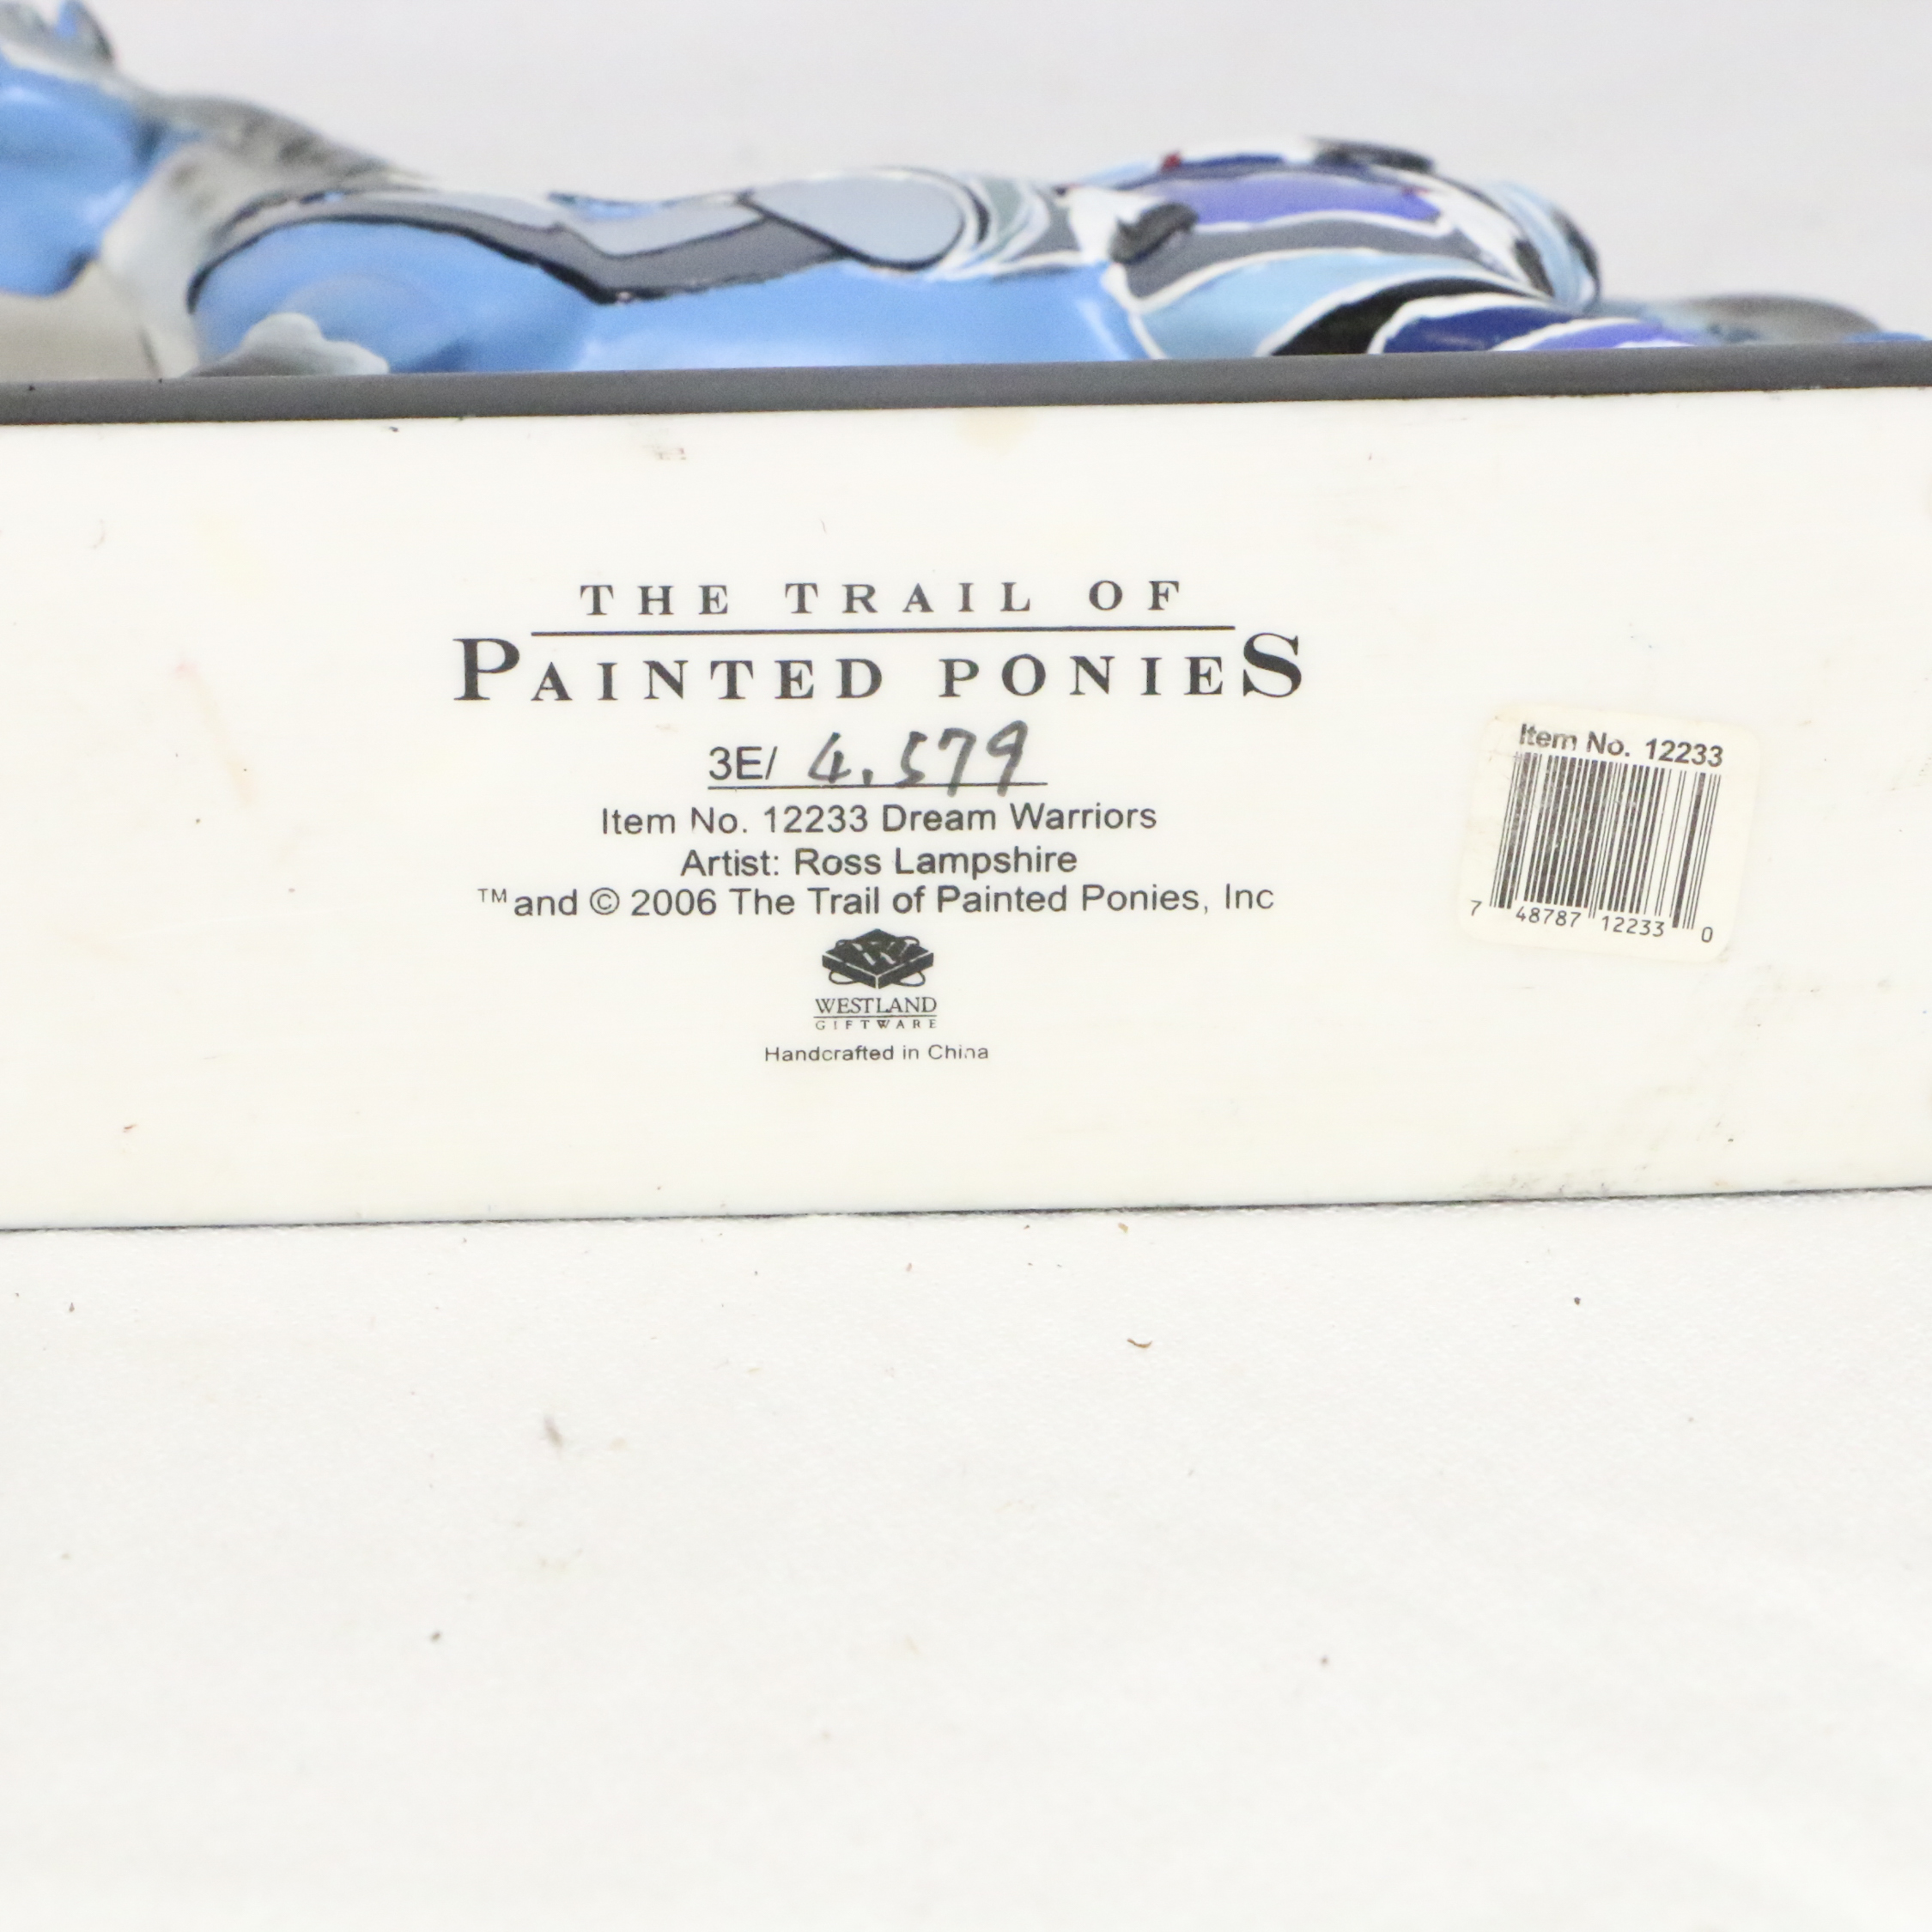 THE TRAIL OF
PAINTED PONIES
3E/ 4.579
Item No. 12233 Dream Warriors
Artist: Ross Lampshire
™ and © 2006 The Trail of Painted Ponies, Inc
WESTLAND
GIFTWARE
Handcrafted in China
Item No. 12233
7 48787 12233 0